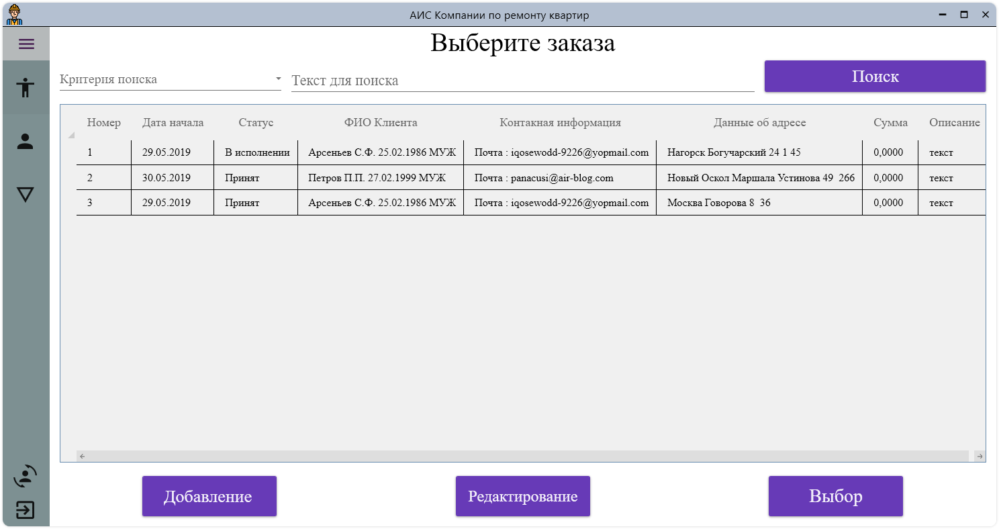 АИС Компании по ремонту квартир
Выберите заказа
Критерия поиска Текст для поиска Поиск
Номер Дата начала Статус ФИО Клиента Контакная информация Данные об адресе Сумма Описание
1 29.05.2019 В исполнении Арсеньев С.Ф. 25.02.1986 МУЖ Почта : iqosewodd-9226@yopmail.com Нагорск Богучарский 24 1 45 0,0000 текст
2 30.05.2019 Принят Петров П.П. 27.02.1999 МУЖ Почта : panacusi@air-blog.com Новый Оскол Маршала Устинова 49  266 0,0000 текст
3 29.05.2019 Принят Арсеньев С.Ф. 25.02.1986 МУЖ Почта : iqosewodd-9226@yopmail.com Москва Говорова 8  36 0,0000 текст
Добавление Редактирование Выбор